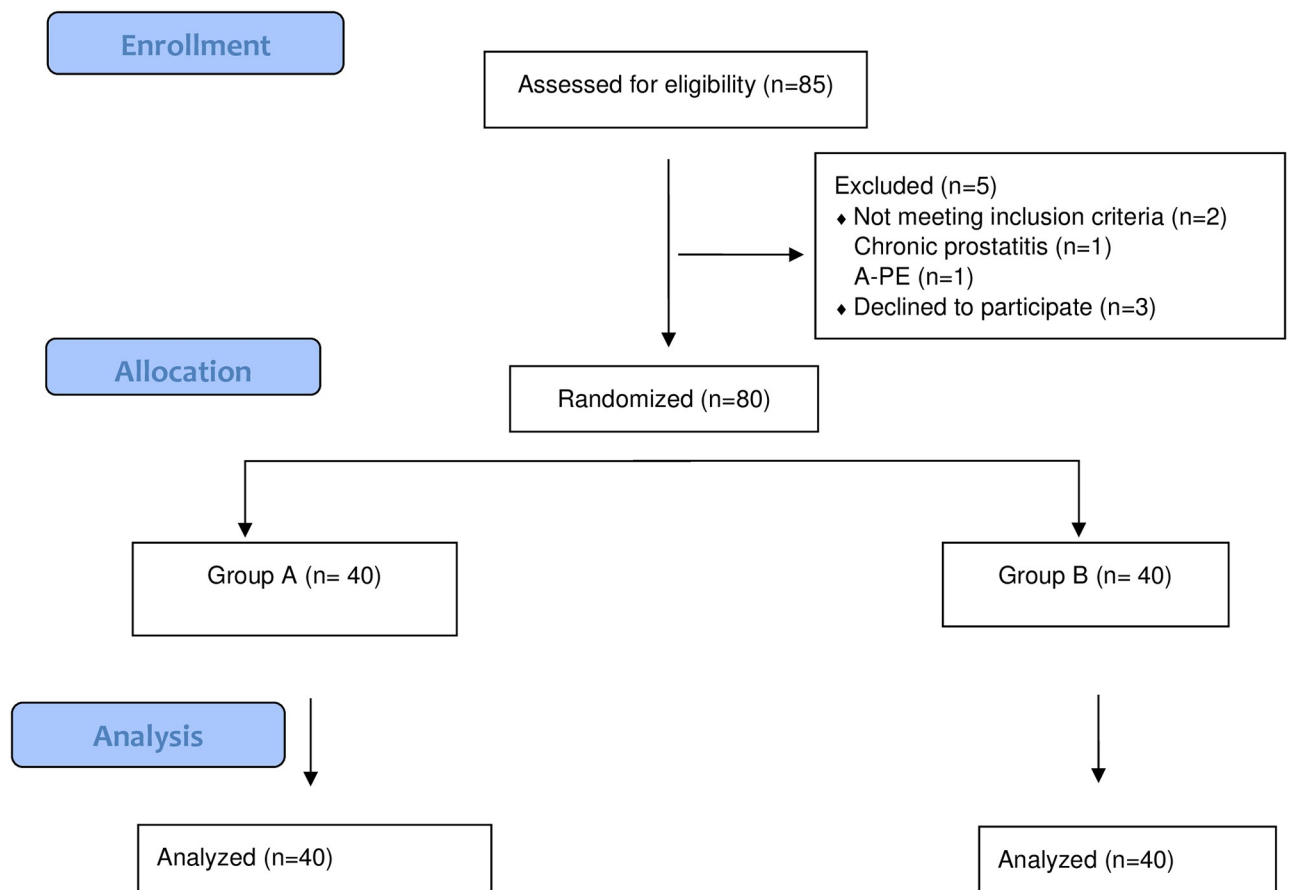 Enrollment
Assessed for eligibility (n=85)
Excluded (n=5)
♦ Not meeting inclusion criteria (n=2)
Chronic prostatitis (n=1)
A-PE (n=1)
♦ Declined to participate (n=3)
Allocation
Randomized (n=80)
Group A (n= 40)
Group B (n= 40)
Analysis
Analyzed (n=40)
Analyzed (n=40)